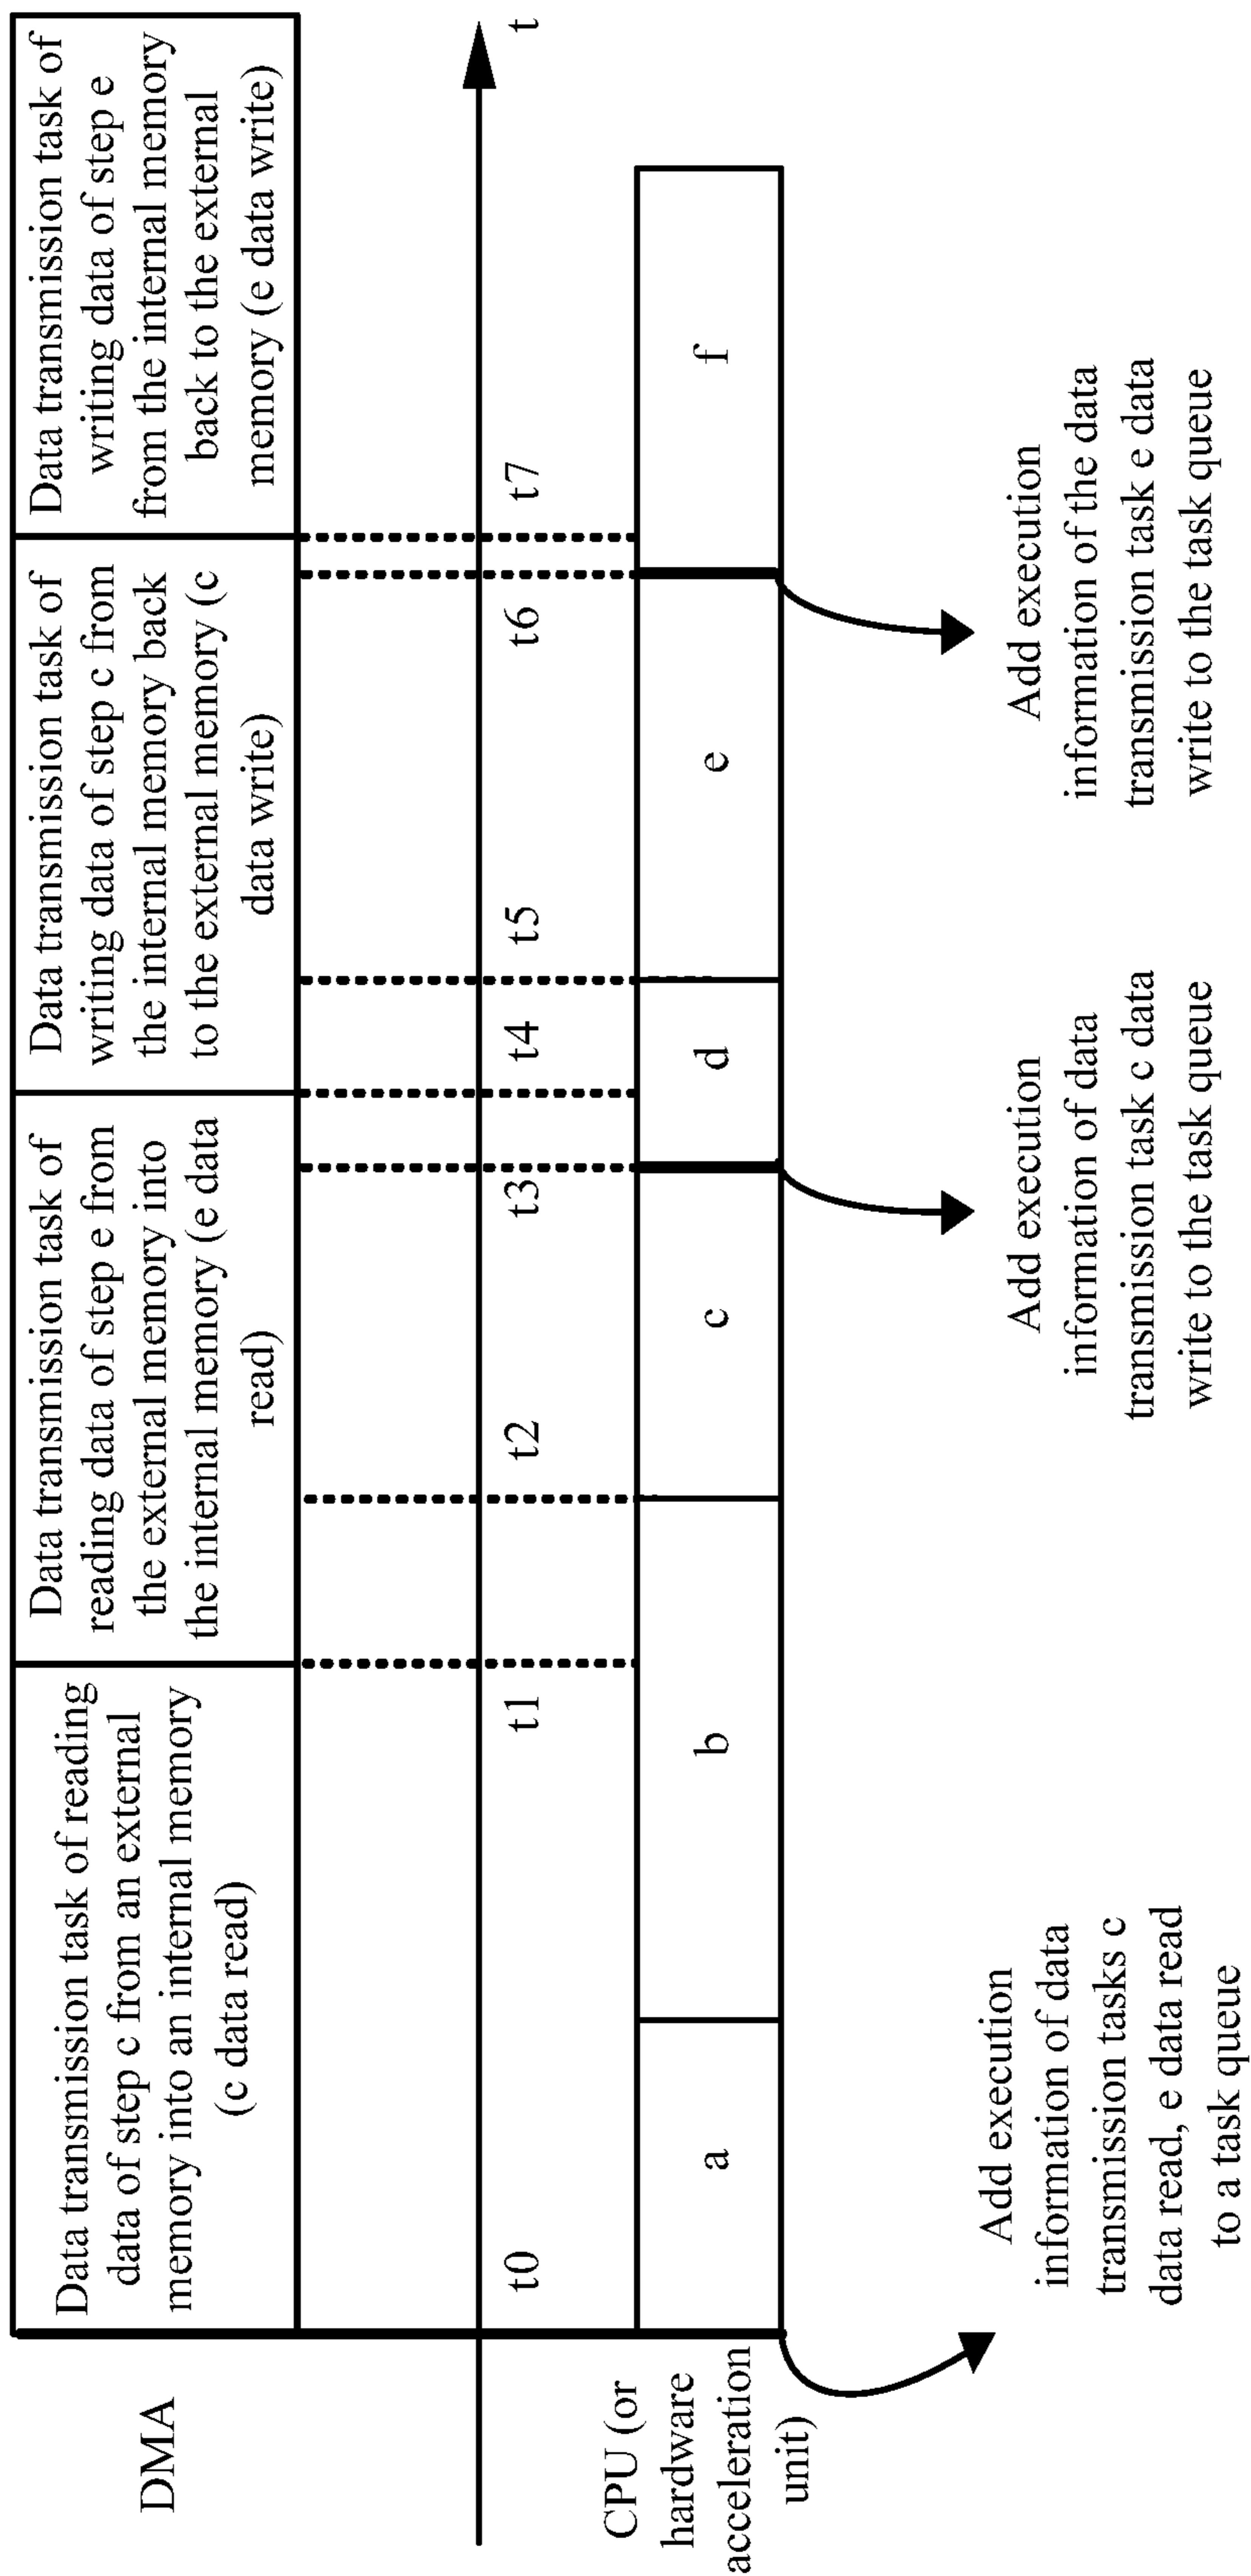 DMA
Data transmission task of reading
data of step c from an external
memory into an internal memory
(c data read)
Data transmission task of
reading data of step e from
the external memory into
the internal memory (e data
read)
Data transmission task of
writing data of step c from
the internal memory back
to the external memory (c
data write)
Data transmission task of
writing data of step e
from the internal memory
back to the external
memory (e data write)
t0
t1
t2
t3
t4
t5
t6
t7
t
CPU (or
hardware
acceleration
unit)
a
b
c
d
e
f
Add execution
information of data
transmission tasks c
data read, e data read
to a task queue
Add execution
information of data
transmission task c data
write to the task queue
Add execution
information of the data
transmission task e data
write to the task queue